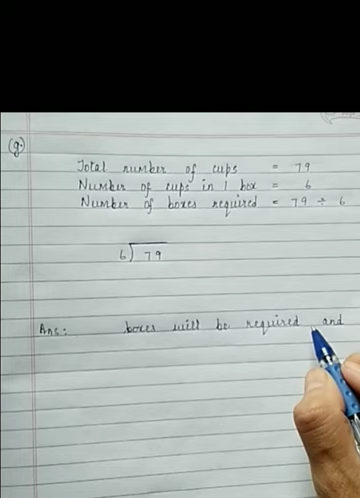 (g)
Total number of cups = 79
Number of cups in 1 box = 6
Number of boxes required = 79 ÷ 6
6)79
Ans: boxes will be required and